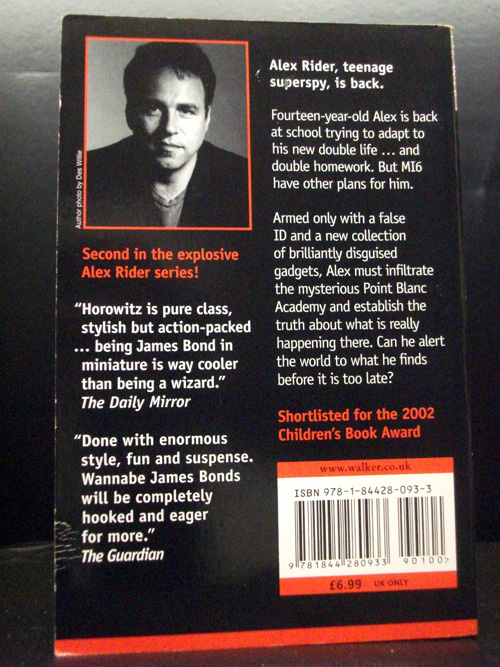 Author photo by Des Willie
Second in the explosive
Alex Rider series!
“Horowitz is pure class,
stylish but action-packed
... being James Bond in
miniature is way cooler
than being a wizard.”
The Daily Mirror
“Done with enormous
style, fun and suspense.
Wannabe James Bonds
will be completely
hooked and eager
for more.”
The Guardian
Alex Rider, teenage
superspy, is back.
Fourteen-year-old Alex is back
at school trying to adapt to
his new double life ... and
double homework. But MI6
have other plans for him.
Armed only with a false
ID and a new collection
of brilliantly disguised
gadgets, Alex must infiltrate
the mysterious Point Blanc
Academy and establish the
truth about what is really
happening there. Can he alert
the world to what he finds
before it is too late?
Shortlisted for the 2002
Children’s Book Award
www.walker.co.uk
ISBN 978-1-84428-093-3
9 781844 280933 90100>
£6.99 UK ONLY